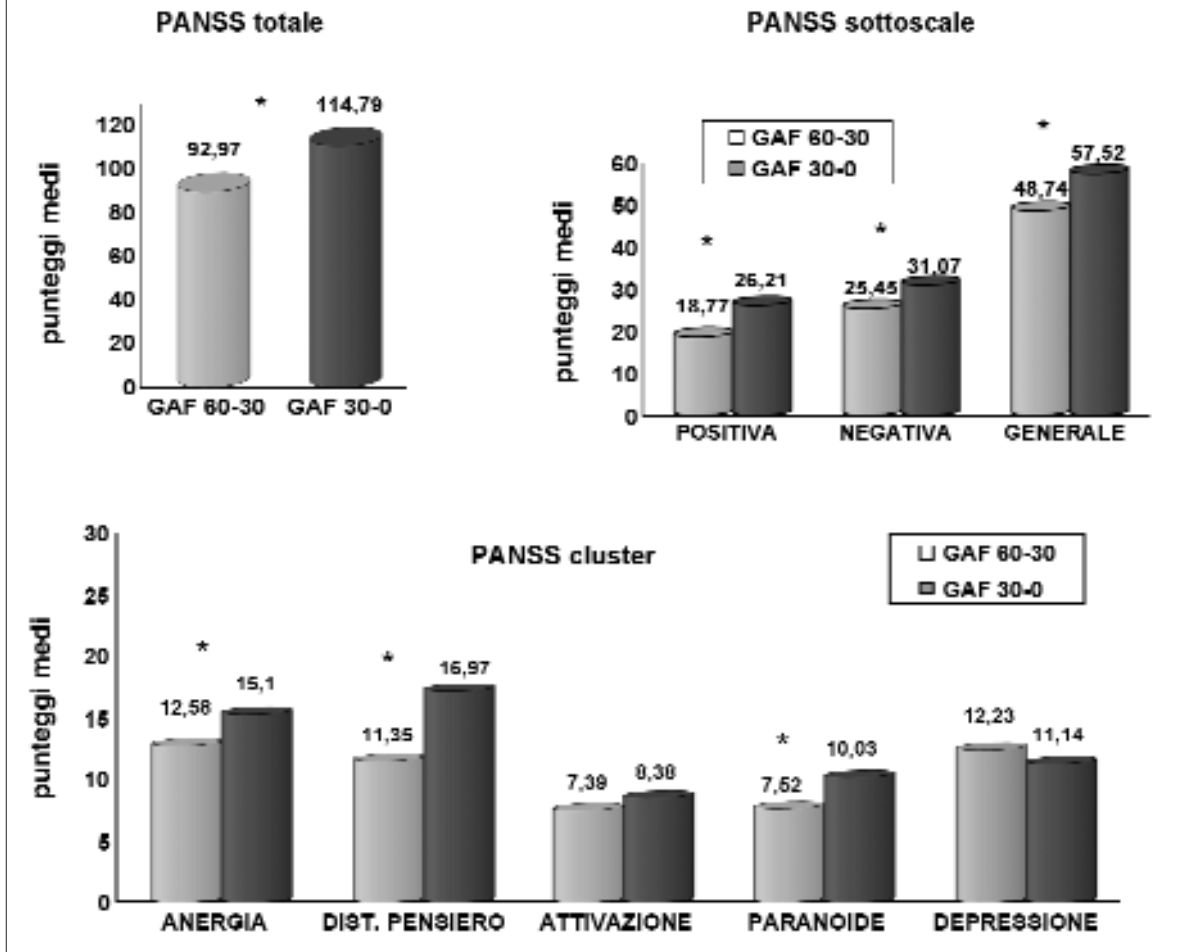 PANSS totale
punteggi medi
120
100
80
60
40
20
0
*
92,97
114,79
GAF 60-30
GAF 30-0
PANSS sottoscale
punteggi medi
60
50
40
30
20
10
0
GAF 60-30
GAF 30-0
*
18,77
26,21
*
25,45
31,07
*
48,74
57,52
POSITIVA
NEGATIVA
GENERALE
PANSS cluster
punteggi medi
30
25
20
15
10
5
0
GAF 60-30
GAF 30-0
*
12,58
15,1
*
11,35
16,97
7,39
8,38
*
7,52
10,03
12,23
11,14
ANERGIA
DIST. PENSIERO
ATTIVAZIONE
PARANOIDE
DEPRESSIONE